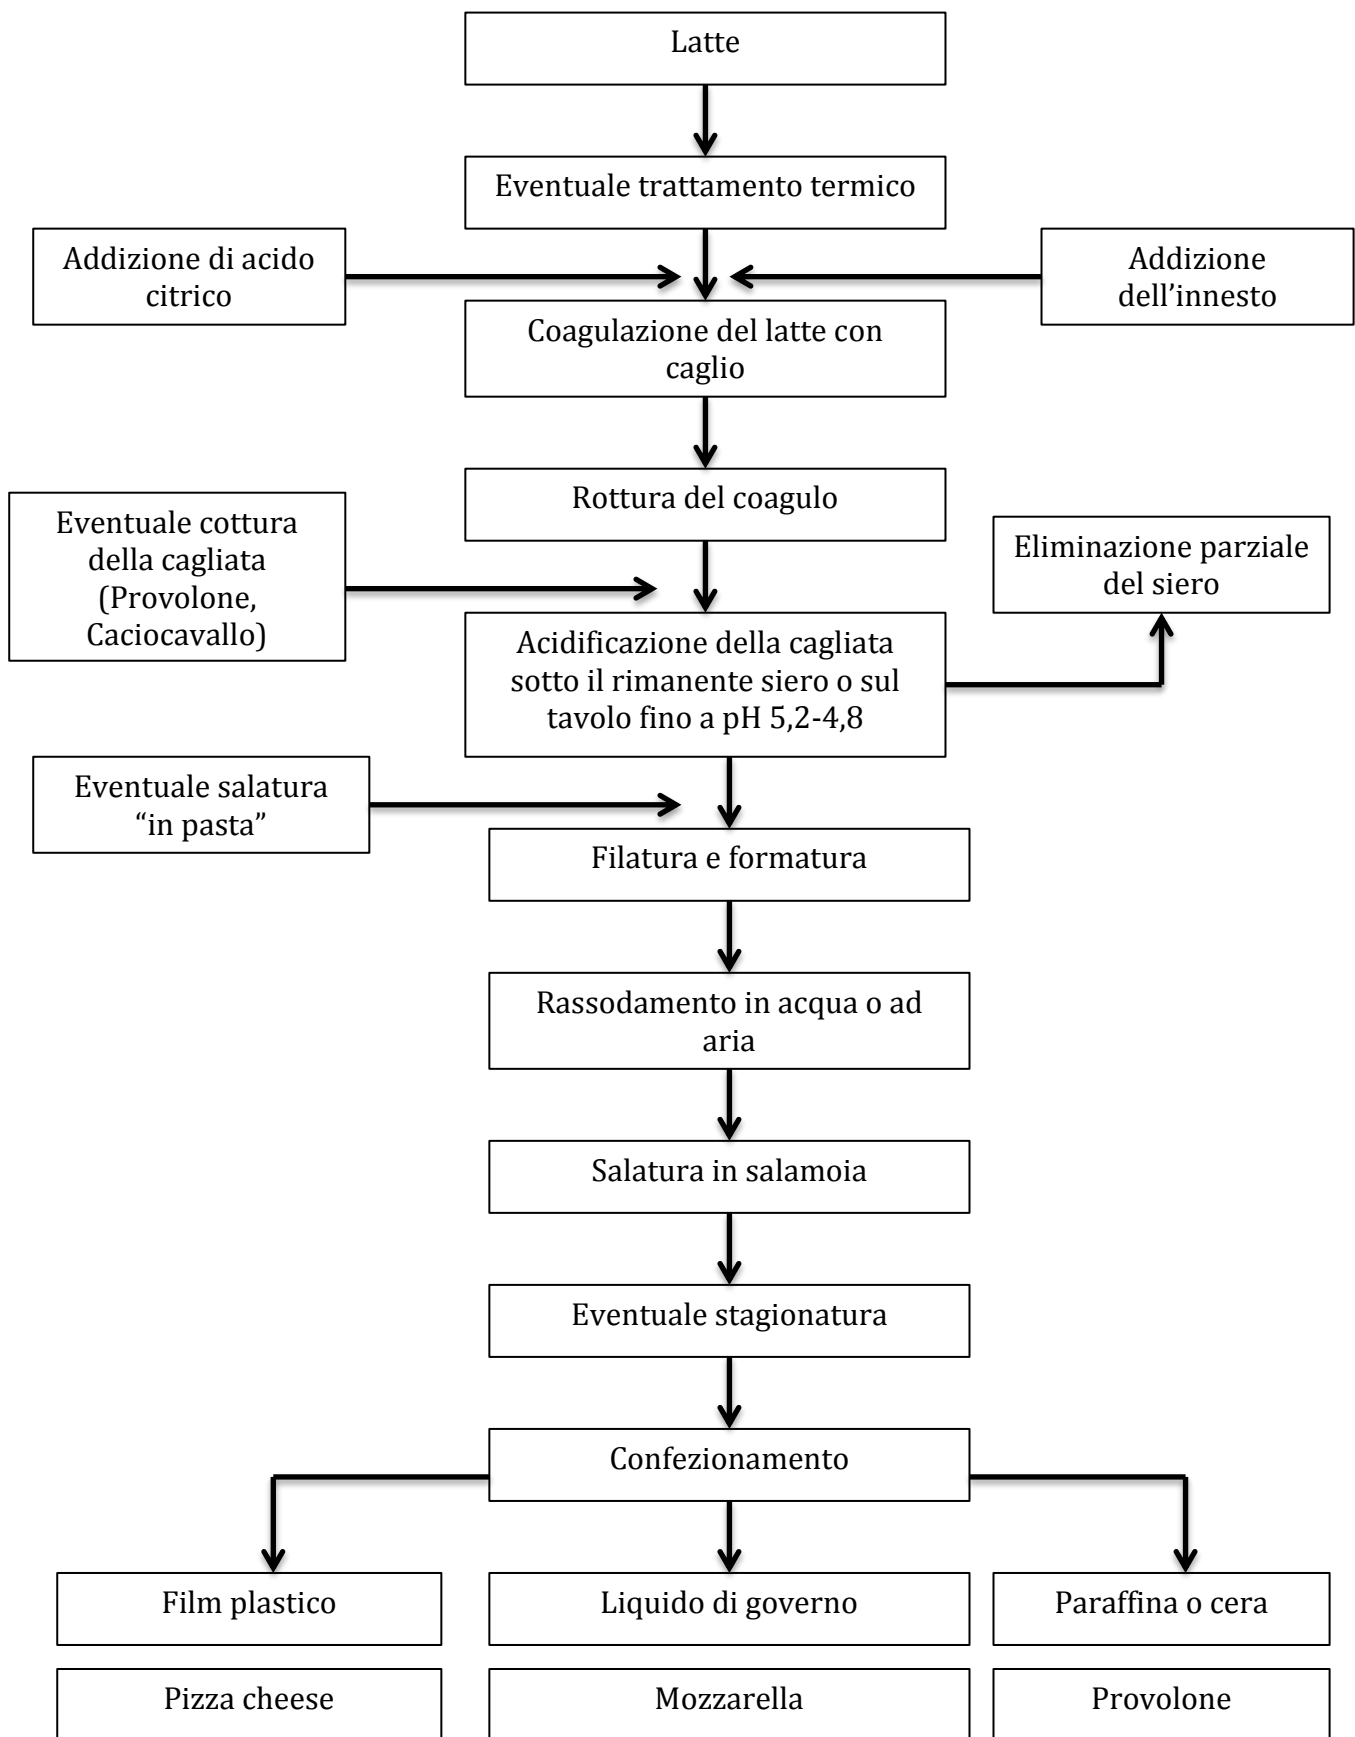 Latte
Eventuale trattamento termico
Addizione di acido
citrico
Addizione
dell’innesto
Coagulazione del latte con
caglio
Rottura del coagulo
Eventuale cottura
della cagliata
(Provolone,
Caciocavallo)
Eliminazione parziale
del siero
Acidificazione della cagliata
sotto il rimanente siero o sul
tavolo fino a pH 5,2-4,8
Eventuale salatura
“in pasta”
Filatura e formatura
Rassodamento in acqua o ad
aria
Salatura in salamoia
Eventuale stagionatura
Confezionamento
Film plastico
Liquido di governo
Paraffina o cera
Pizza cheese
Mozzarella
Provolone